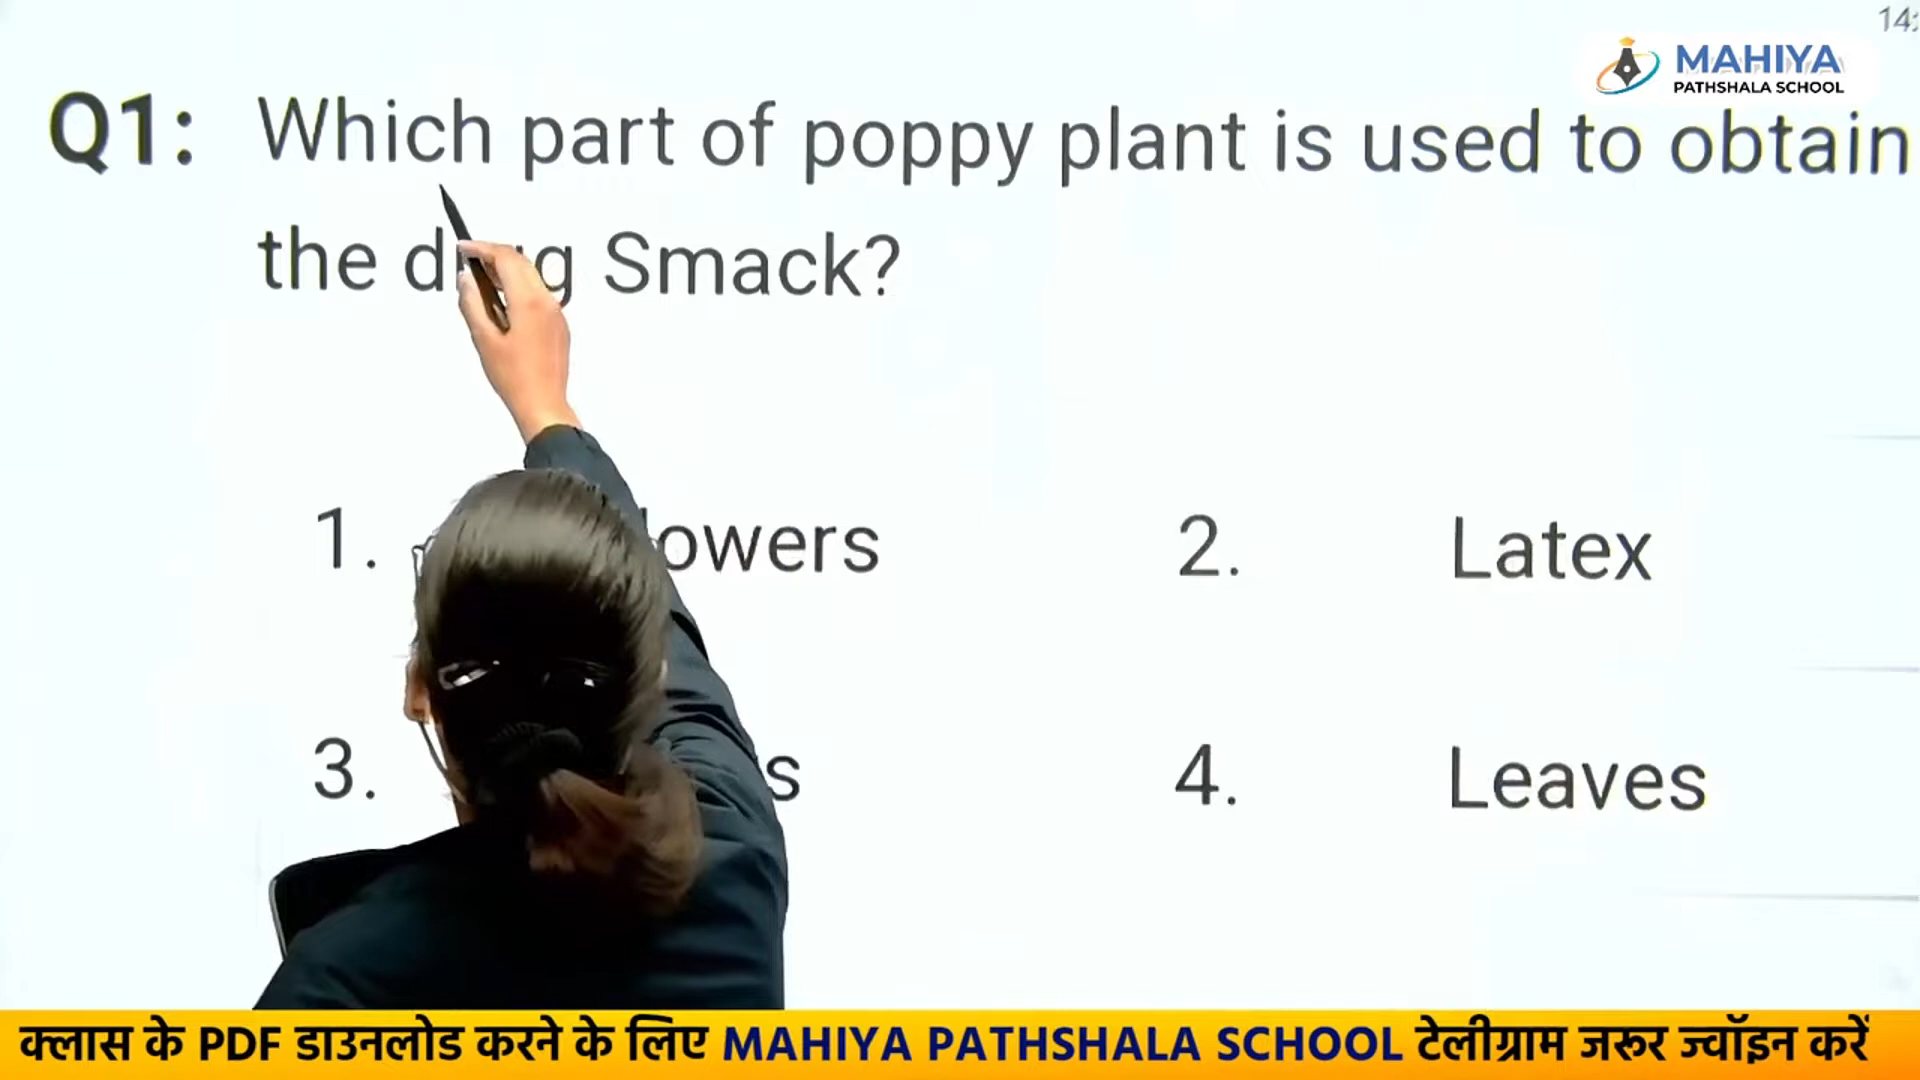 14:
MAHIYA
PATHSHALA SCHOOL
Q1: Which part of poppy plant is used to obtain
the drug Smack?
1.
2. Latex
3.
4. Leaves
क्लास के PDF डाउनलोड करने के लिए MAHIYA PATHSHALA SCHOOL टेलीग्राम जरूर ज्वॉइन करें